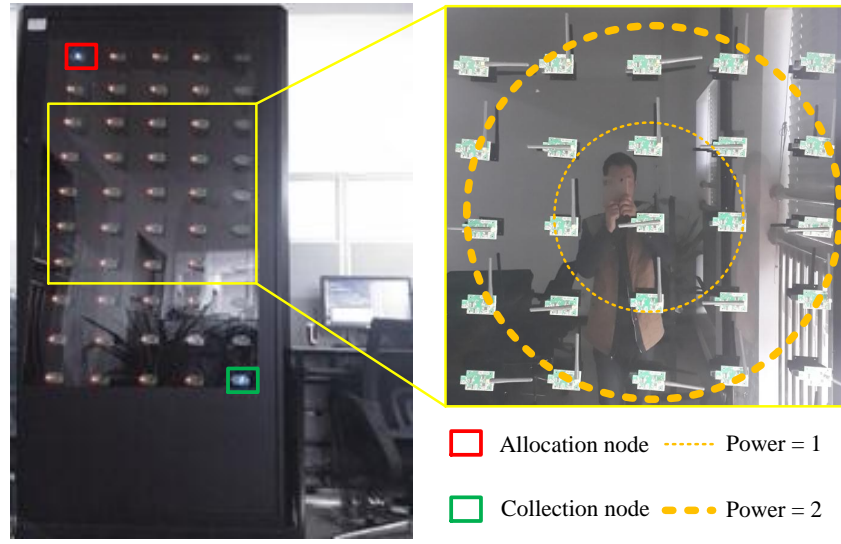 Allocation node
Power = 1
Collection node
Power = 2